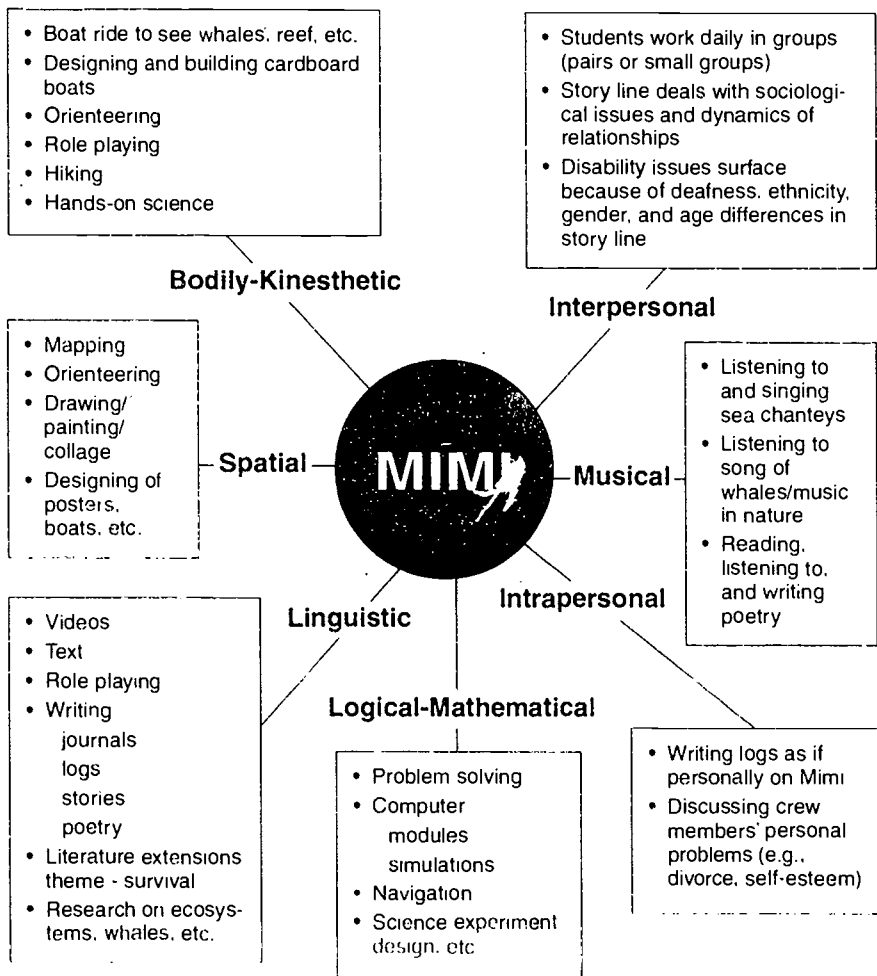 • Boat ride to see whales, reef, etc.
• Designing and building cardboard
boats
• Orienteering
• Role playing
• Hiking
• Hands-on science
Bodily-Kinesthetic
• Students work daily in groups
(pairs or small groups)
• Story line deals with sociologi-
cal issues and dynamics of
relationships
• Disability issues surface
because of deafness, ethnicity,
gender, and age differences in
story line
Interpersonal
• Mapping
• Orienteering
• Drawing/
painting/
collage
• Designing of
posters,
boats, etc.
Spatial
MIMI
Musical
• Listening to
and singing
sea chanteys
• Listening to
song of
whales/music
in nature
• Reading,
listening to,
and writing
poetry
Linguistic
• Videos
• Text
• Role playing
• Writing
journals
logs
stories
poetry
• Literature extensions
theme - survival
• Research on ecosys-
tems, whales, etc.
Logical-Mathematical
• Problem solving
• Computer
modules
simulations
• Navigation
• Science experiment
design, etc
Intrapersonal
• Writing logs as if
personally on Mimi
• Discussing crew
members' personal
problems (e.g.,
divorce, self-esteem)